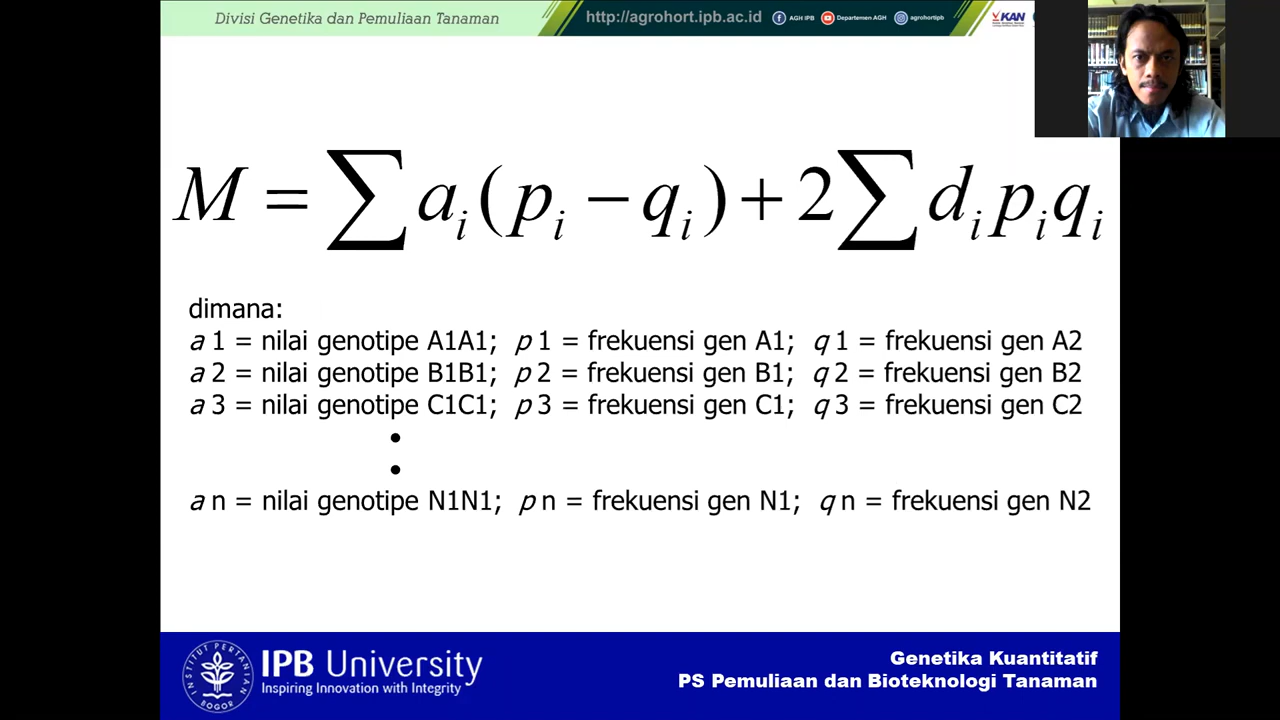 Divisi Genetika dan Pemuliaan Tanaman
http://agrohort.ipb.ac.id
AGH IPB
Departemen AGH
agrohortipb
KAN
M = ∑ aᵢ(pᵢ − qᵢ) + 2∑ dᵢpᵢqᵢ
dimana:
a 1 = nilai genotipe A1A1; p 1 = frekuensi gen A1; q 1 = frekuensi gen A2
a 2 = nilai genotipe B1B1; p 2 = frekuensi gen B1; q 2 = frekuensi gen B2
a 3 = nilai genotipe C1C1; p 3 = frekuensi gen C1; q 3 = frekuensi gen C2
•
•
a n = nilai genotipe N1N1; p n = frekuensi gen N1; q n = frekuensi gen N2
INSTITUT PERTANIAN BOGOR
IPB University
Inspiring Innovation with Integrity
Genetika Kuantitatif
PS Pemuliaan dan Bioteknologi Tanaman